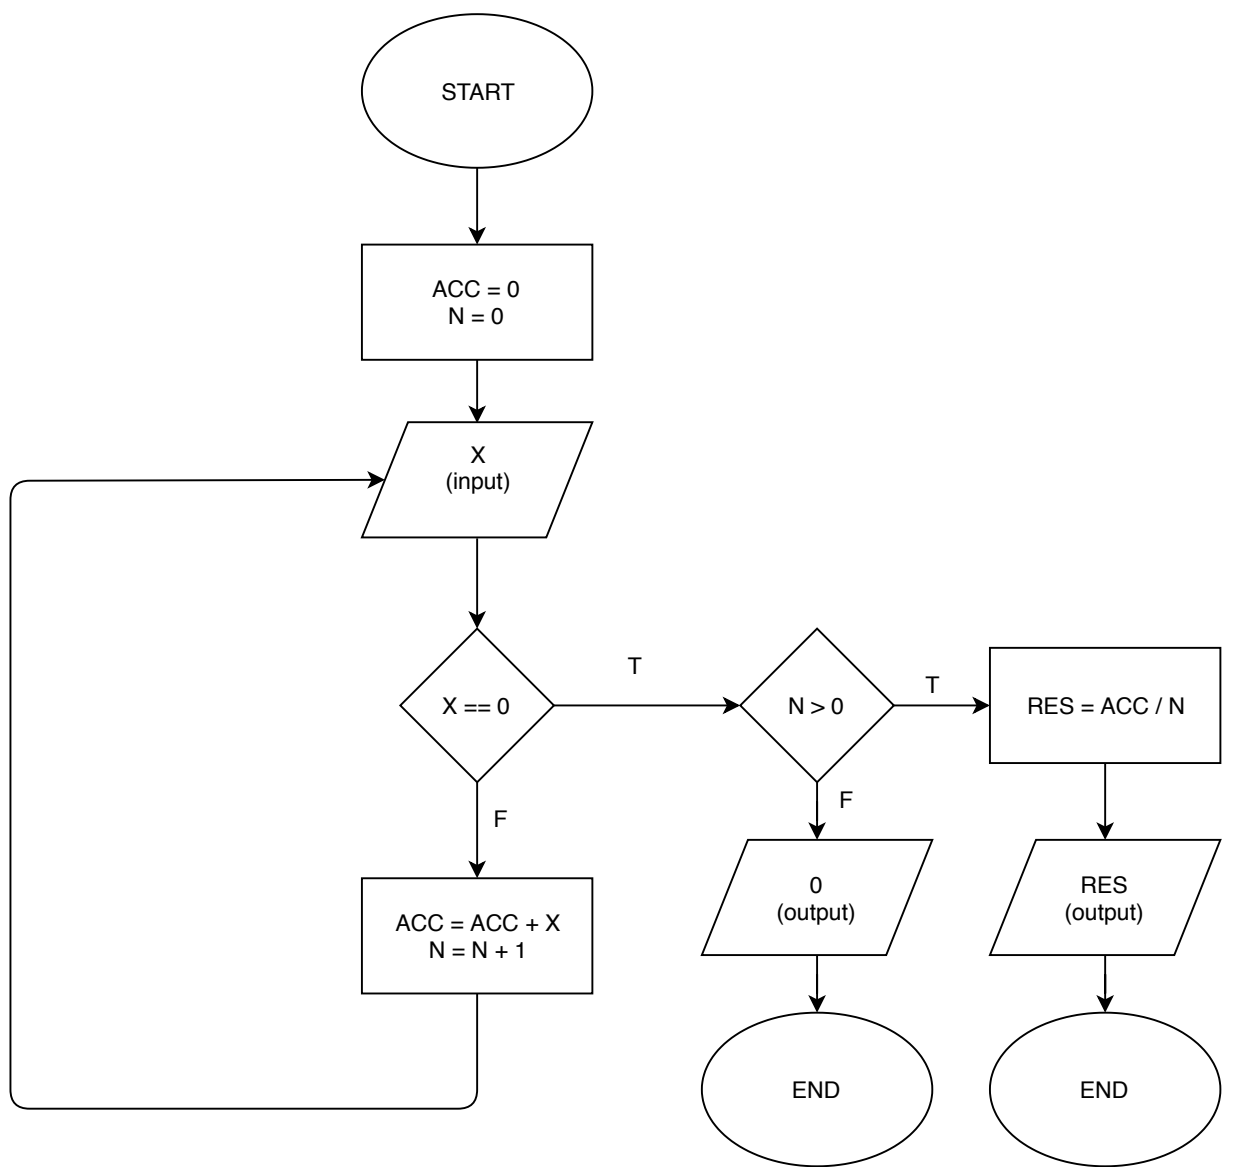 START
ACC = 0
N = 0
X
(input)
X == 0
T
N > 0
T
RES = ACC / N
F
F
ACC = ACC + X
N = N + 1
0
(output)
RES
(output)
END
END